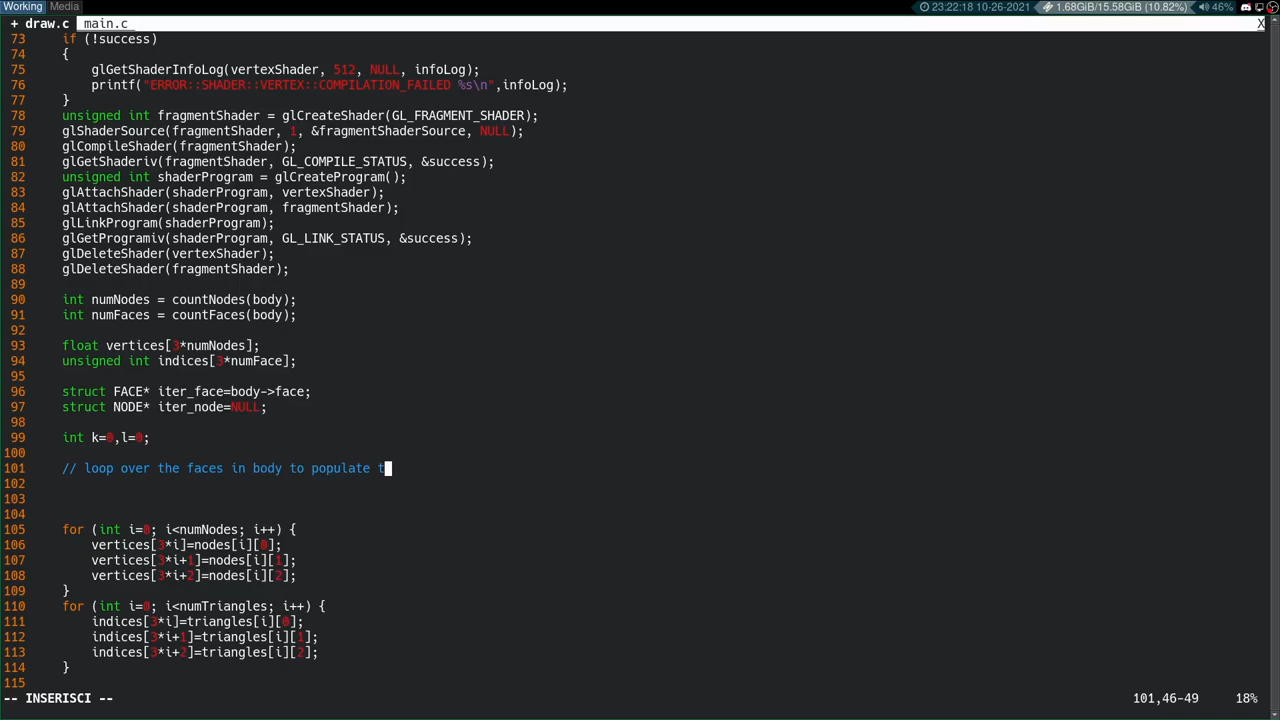 Working Media 23:22:18 10-26-2021 1.68GiB/15.58GiB (10.82%) 46%
+ draw.c main.c X
73 if (!success)
74 {
75 glGetShaderInfoLog(vertexShader, 512, NULL, infoLog);
76 printf("ERROR::SHADER::VERTEX::COMPILATION_FAILED %s\n",infoLog);
77 }
78 unsigned int fragmentShader = glCreateShader(GL_FRAGMENT_SHADER);
79 glShaderSource(fragmentShader, 1, &fragmentShaderSource, NULL);
80 glCompileShader(fragmentShader);
81 glGetShaderiv(fragmentShader, GL_COMPILE_STATUS, &success);
82 unsigned int shaderProgram = glCreateProgram();
83 glAttachShader(shaderProgram, vertexShader);
84 glAttachShader(shaderProgram, fragmentShader);
85 glLinkProgram(shaderProgram);
86 glGetProgramiv(shaderProgram, GL_LINK_STATUS, &success);
87 glDeleteShader(vertexShader);
88 glDeleteShader(fragmentShader);
89
90 int numNodes = countNodes(body);
91 int numFaces = countFaces(body);
92
93 float vertices[3*numNodes];
94 unsigned int indices[3*numFace];
95
96 struct FACE* iter_face=body->face;
97 struct NODE* iter_node=NULL;
98
99 int k=0,l=0;
100
101 // loop over the faces in body to populate t
102
103
104
105 for (int i=0; i<numNodes; i++) {
106 vertices[3*i]=nodes[i][0];
107 vertices[3*i+1]=nodes[i][1];
108 vertices[3*i+2]=nodes[i][2];
109 }
110 for (int i=0; i<numTriangles; i++) {
111 indices[3*i]=triangles[i][0];
112 indices[3*i+1]=triangles[i][1];
113 indices[3*i+2]=triangles[i][2];
114 }
115
-- INSERISCI -- 101,46-49 18%